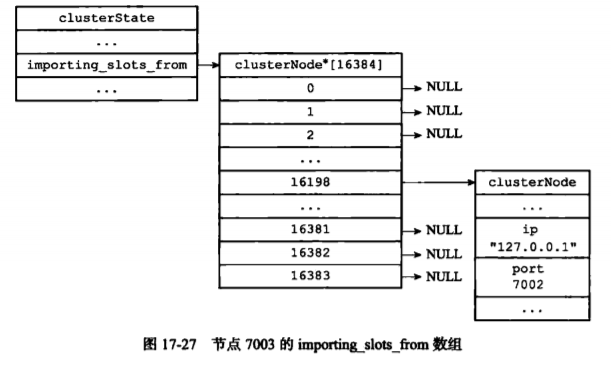 clusterState
...
importing_slots_from
...
clusterNode*[16384]
0
NULL
1
NULL
2
NULL
...
16198
...
16381
NULL
16382
NULL
16383
NULL
clusterNode
...
ip
"127.0.0.1"
port
7002
...
图 17-27 节点 7003 的 importing_slots_from 数组